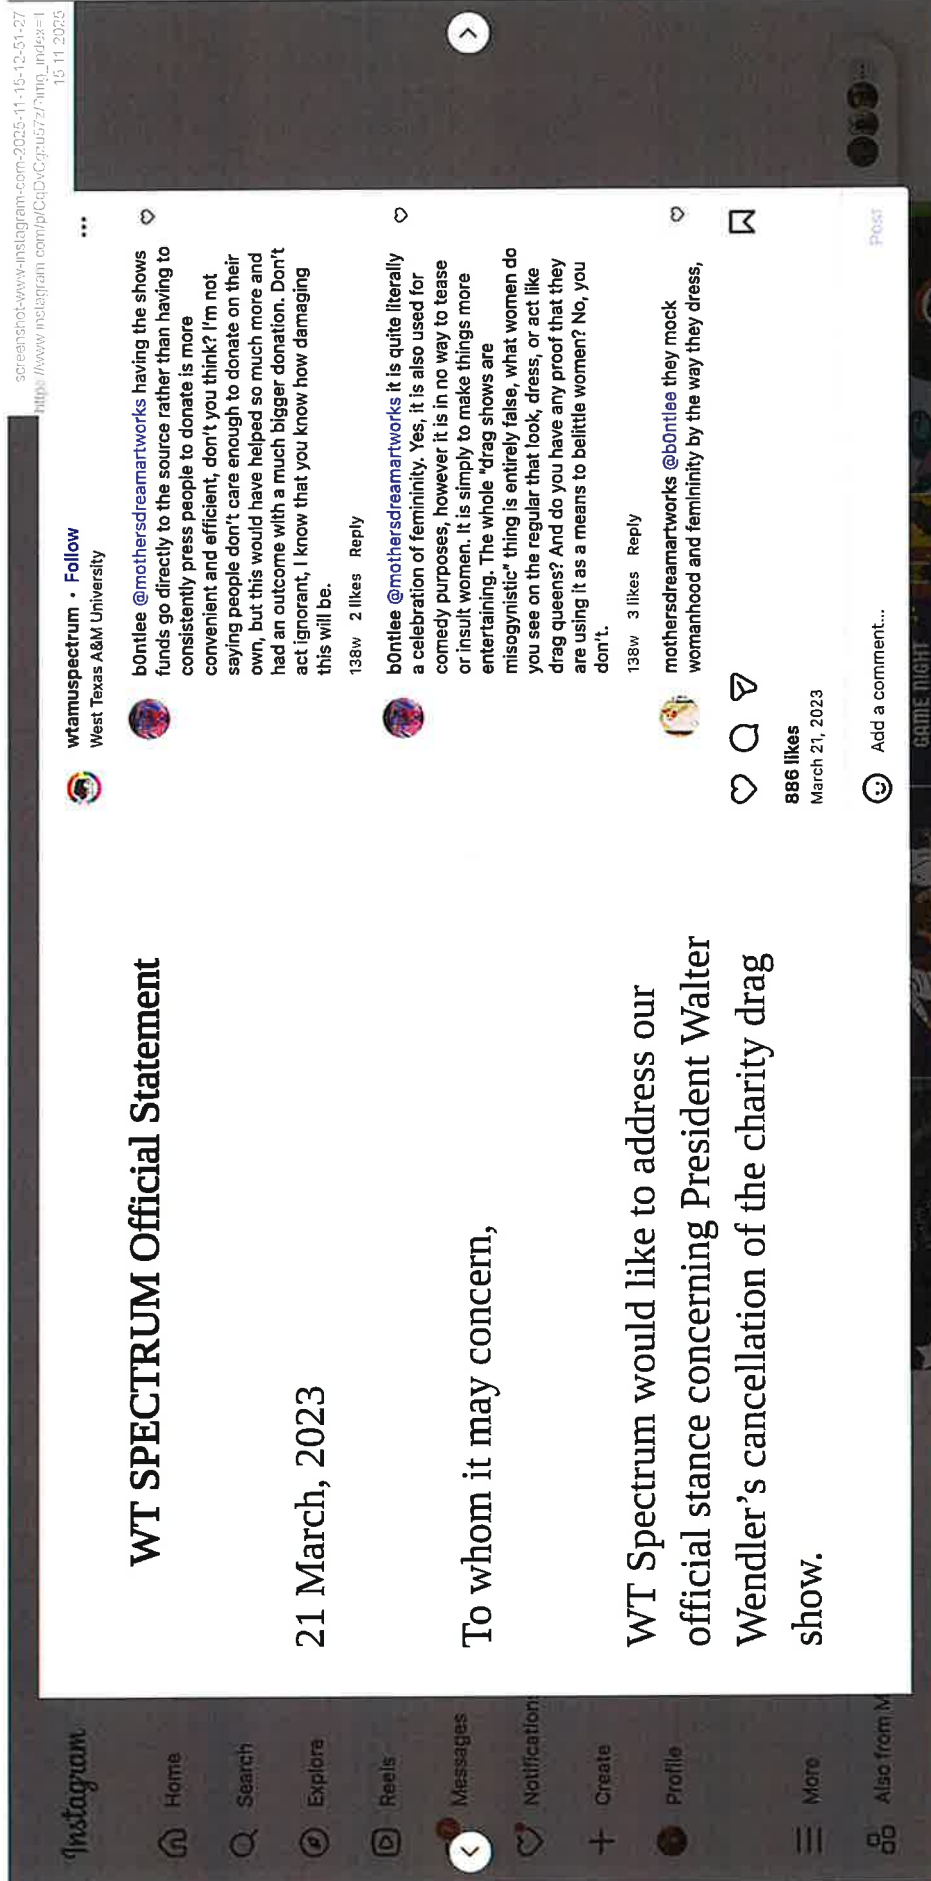 screenshot-www-instagram-com-2025-11-15-12-51-27
https://www.instagram.com/p/CqDvCgzu57z/?img_index=1
15.11.2025
Instagram
Home
Search
Explore
Reels
Messages
Notifications
Create
Profile
More
Also from M
WT SPECTRUM Official Statement
21 March, 2023
To whom it may concern,
WT Spectrum would like to address our
official stance concerning President Walter
Wendler’s cancellation of the charity drag
show.
wtamuspectrum • Follow
West Texas A&M University
b0ntlee @mothersdreamartworks having the shows
funds go directly to the source rather than having to
consistently press people to donate is more
convenient and efficient, don't you think? I'm not
saying people don't care enough to donate on their
own, but this would have helped so much more and
had an outcome with a much bigger donation. Don't
act ignorant, I know that you know how damaging
this will be.
138w 2 likes Reply
b0ntlee @mothersdreamartworks it is quite literally
a celebration of femininity. Yes, it is also used for
comedy purposes, however it is in no way to tease
or insult women. It is simply to make things more
entertaining. The whole "drag shows are
misogynistic" thing is entirely false, what women do
you see on the regular that look, dress, or act like
drag queens? And do you have any proof that they
are using it as a means to belittle women? No, you
don't.
138w 3 likes Reply
mothersdreamartworks @b0ntlee they mock
womanhood and femininity by the way they dress,
886 likes
March 21, 2023
Add a comment...
Post
GAME NIGHT